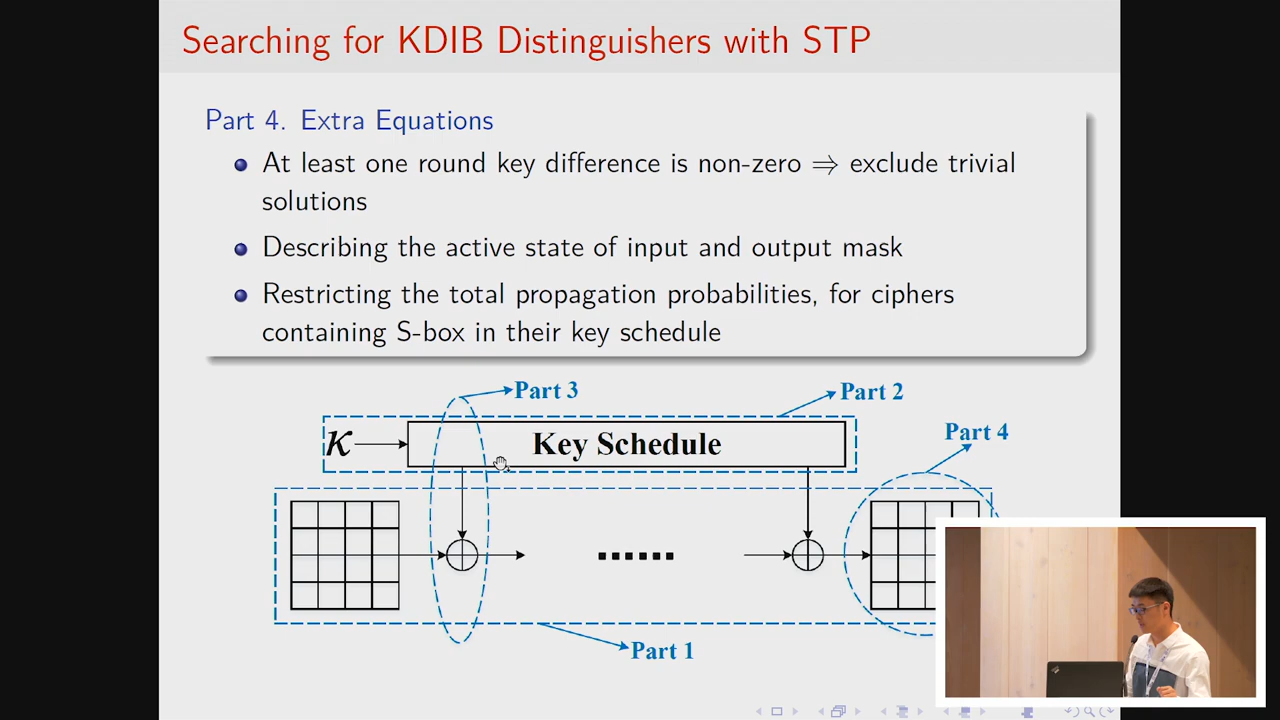 Searching for KDIB Distinguishers with STP
Part 4. Extra Equations
At least one round key difference is non-zero ⇒ exclude trivial
solutions
Describing the active state of input and output mask
Restricting the total propagation probabilities, for ciphers
containing S-box in their key schedule
Part 3
Part 2
Part 4
K
Key Schedule
Part 1